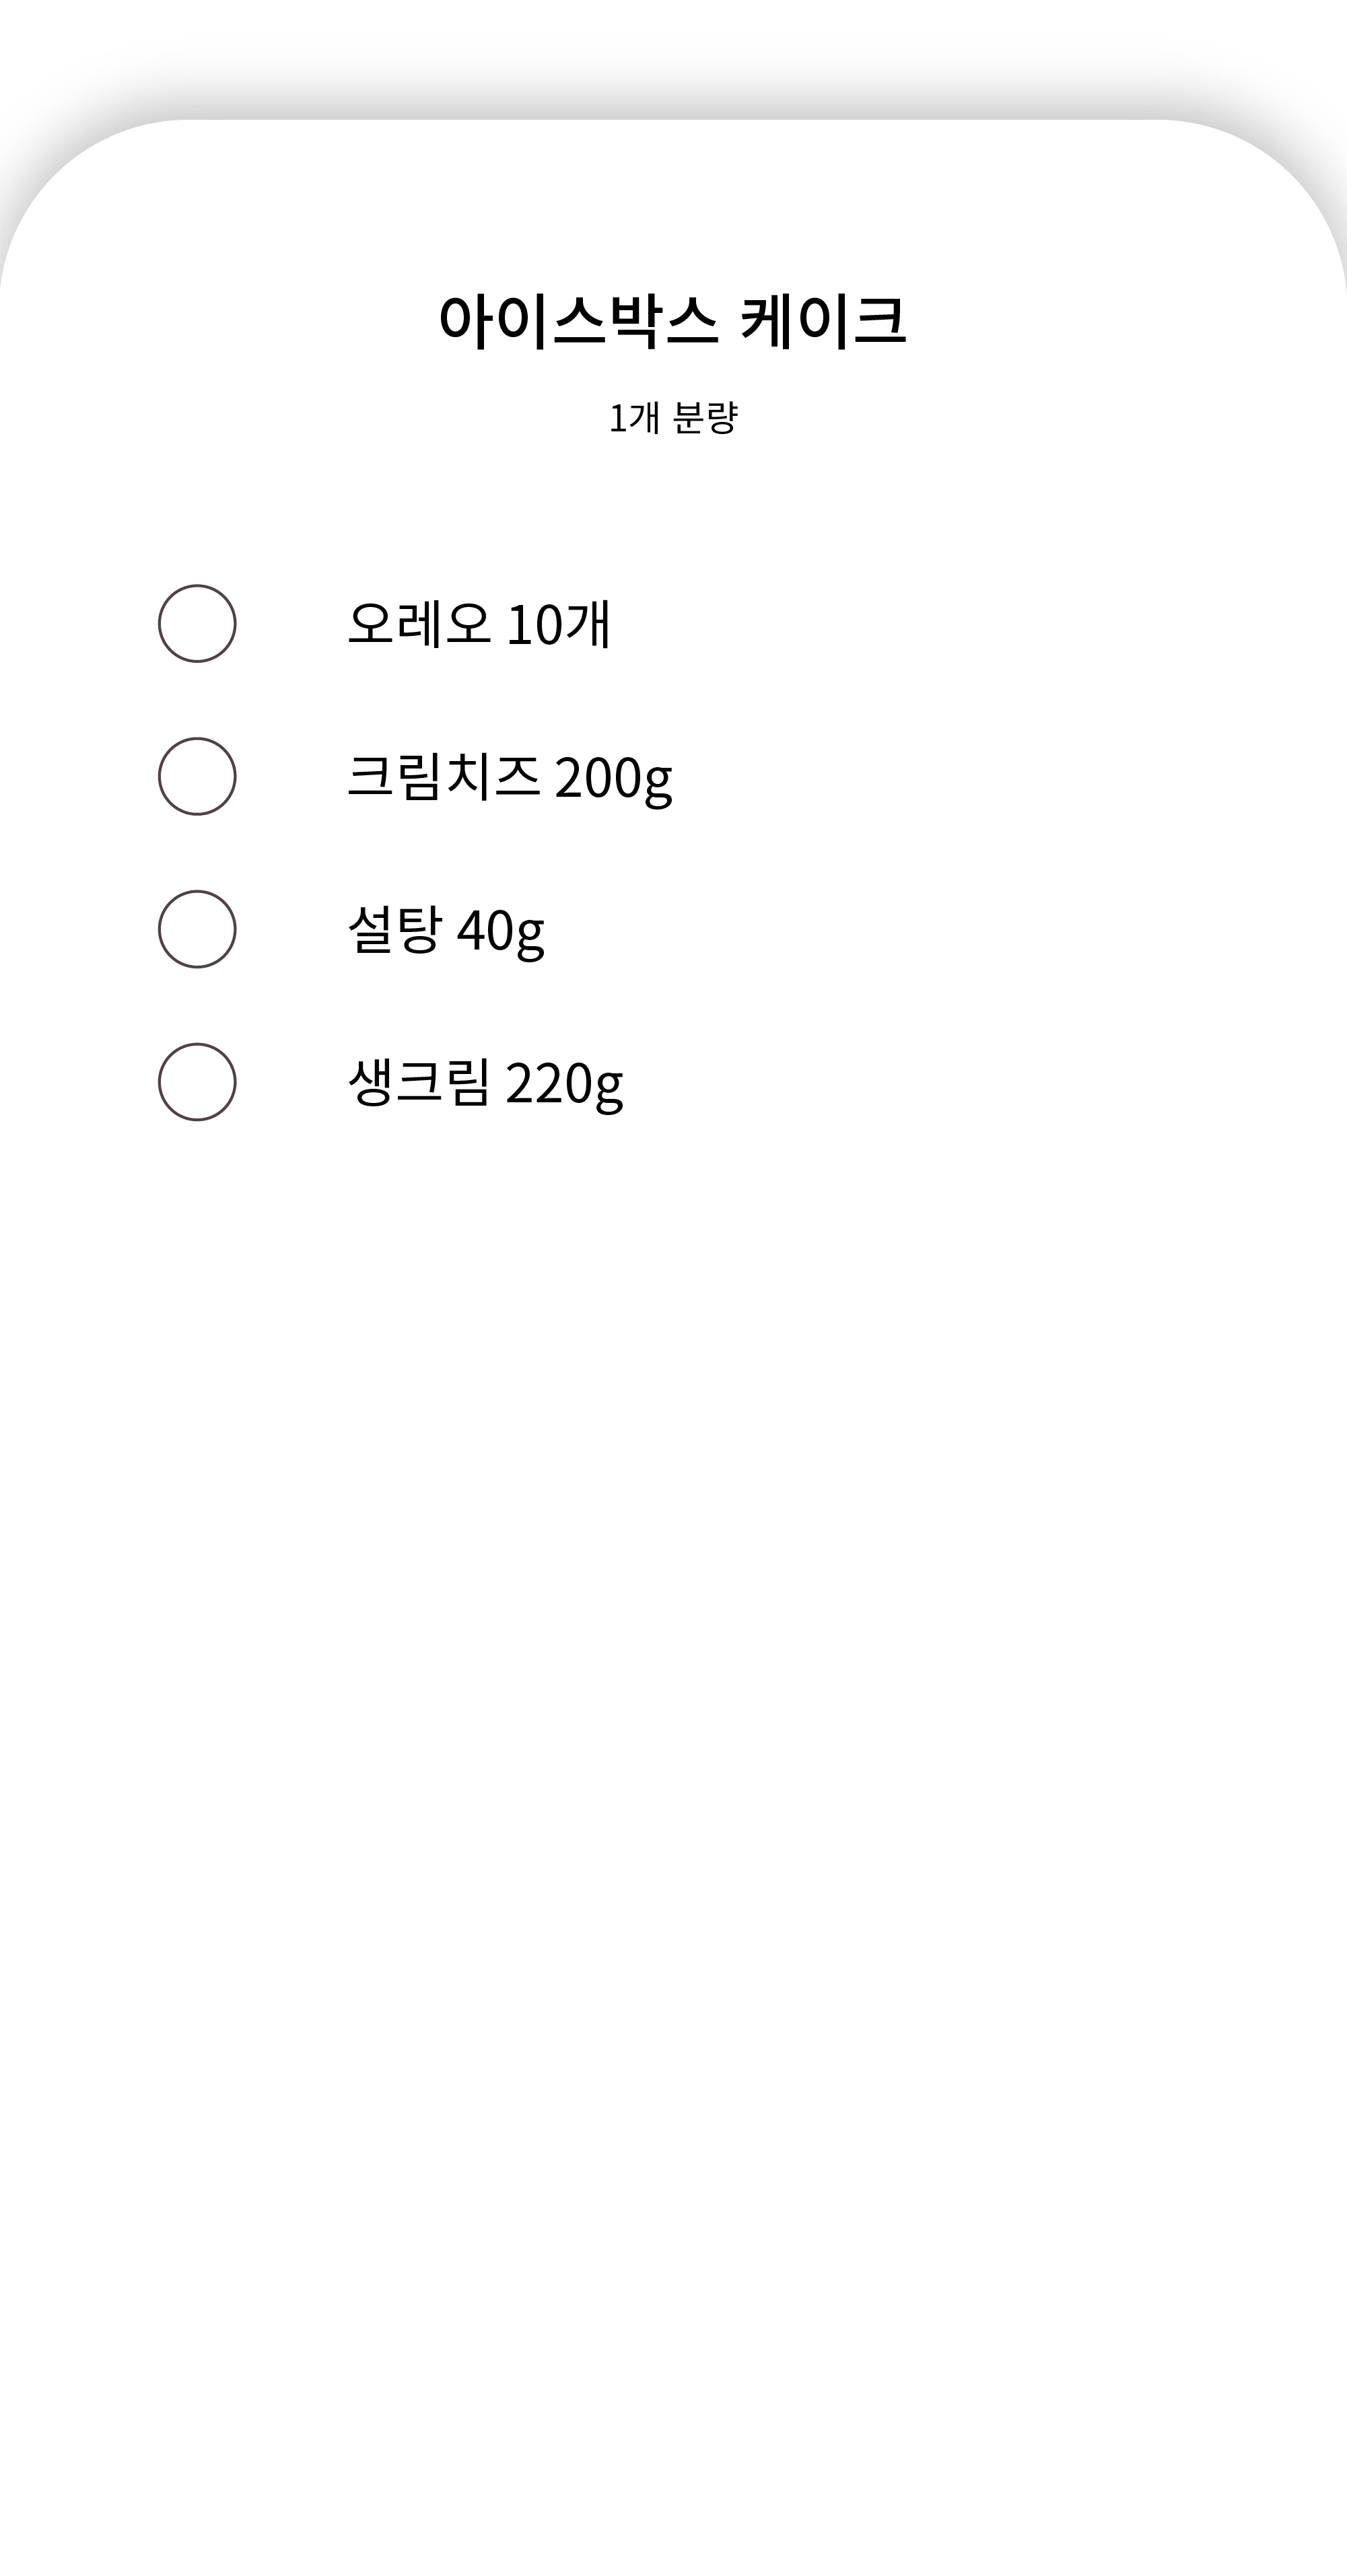 아이스박스 케이크
1개 분량
오레오 10개
크림치즈 200g
설탕 40g
생크림 220g